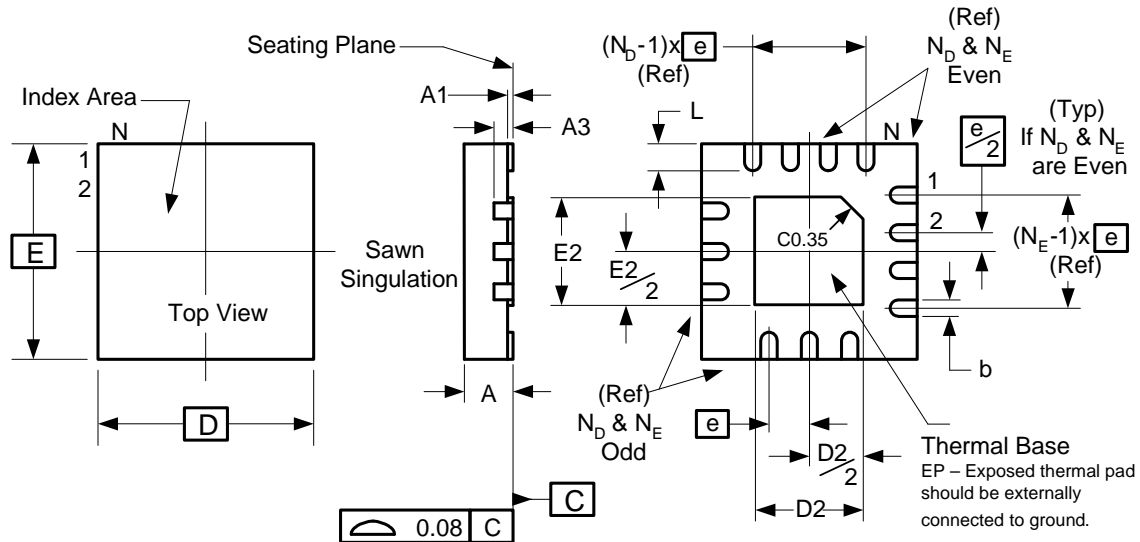 Seating Plane
Index Area
N
1
2
E
Top View
D
A1
A3
Sawn
Singulation
A
0.08 C
C
(N_D-1)x e
(Ref)
(Ref)
N_D & N_E
Even
L
N
e/2
(Typ)
If N_D & N_E
are Even
1
2
C0.35
E2
E2/2
(N_E-1)x e
(Ref)
b
(Ref)
N_D & N_E
Odd
e
D2/2
D2
Thermal Base
EP – Exposed thermal pad
should be externally
connected to ground.